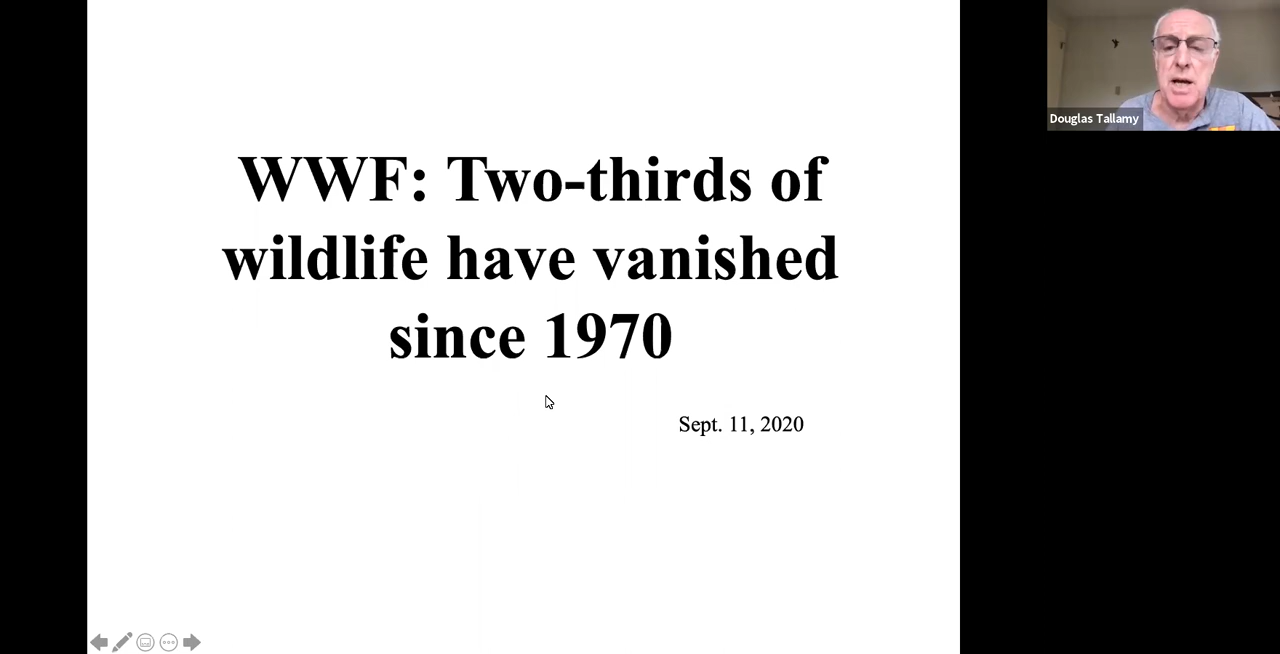 WWF: Two-thirds of
wildlife have vanished
since 1970
Sept. 11, 2020
Douglas Tallamy